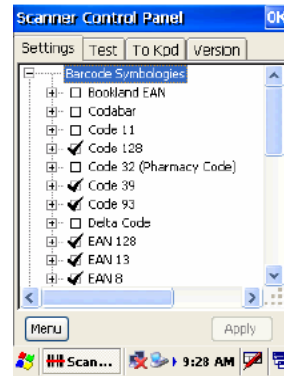 Scanner Control Panel OK
Settings Test To Kpd Version
Barcode Symbologies
Bookland EAN
Codabar
Code 11
Code 128
Code 32 (Pharmacy Code)
Code 39
Code 93
Delta Code
EAN 128
EAN 13
EAN 8
Menu Apply
Scan... 9:28 AM